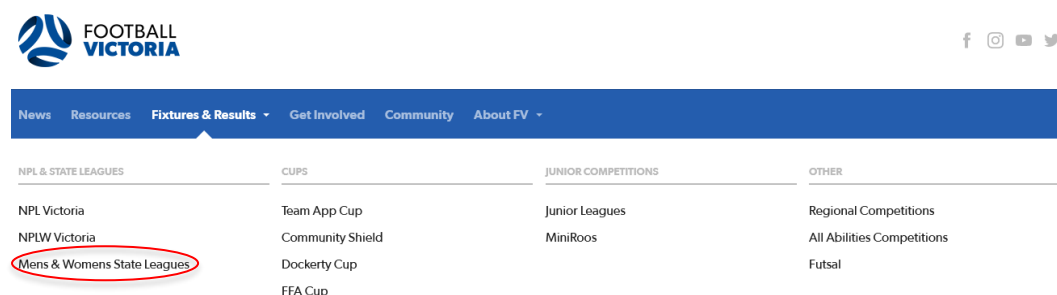 FOOTBALL
VICTORIA
News Resources Fixtures & Results Get Involved Community About FV
NPL & STATE LEAGUES
NPL Victoria
NPLW Victoria
Mens & Womens State Leagues
CUPS
Team App Cup
Community Shield
Dockerty Cup
FFA Cup
JUNIOR COMPETITIONS
Junior Leagues
MiniRoos
OTHER
Regional Competitions
All Abilities Competitions
Futsal